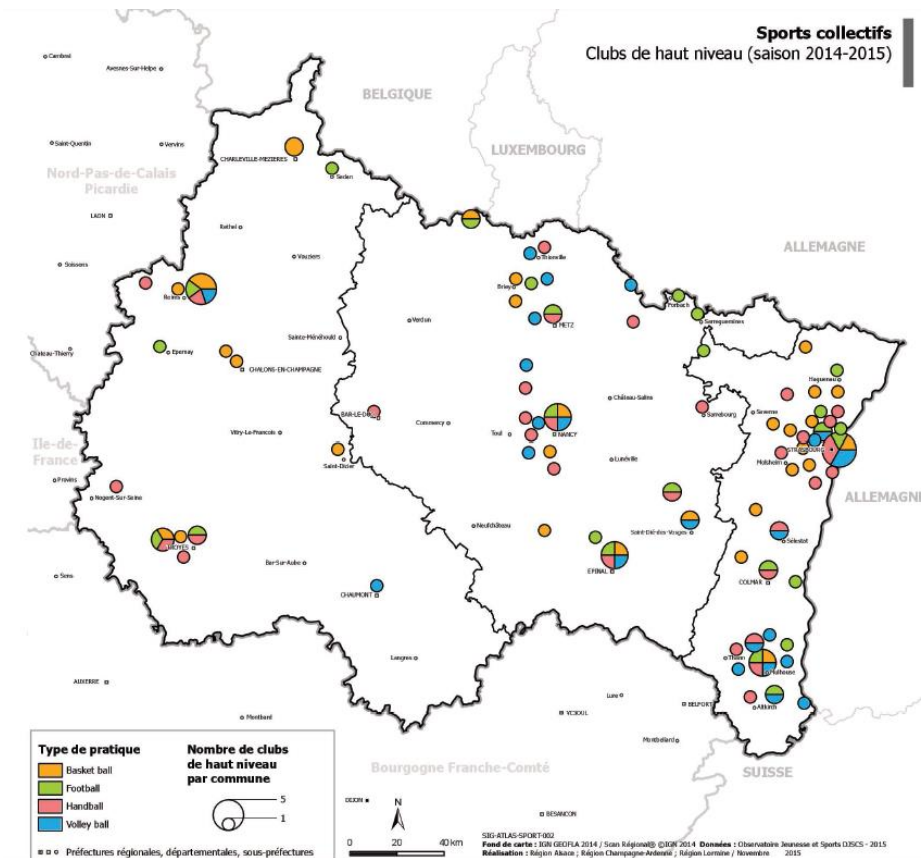 Sports collectifs
Clubs de haut niveau (saison 2014-2015)
Cambrai
Avesnes-Sur-Helpe
BELGIQUE
Saint-Quentin
Vervins
CHARLEVILLE-MEZIERES
LUXEMBOURG
Nord-Pas-de-Calais
Picardie
Sedan
LAON
Rethel
ALLEMAGNE
Soissons
Vouziers
Thionville
Briey
Reims
Forbach
Sarreguemines
METZ
Verdun
Sainte-Ménéhould
Chateau-Thierry
Epernay
CHALONS-EN-CHAMPAGNE
Haguenau
Château-Salins
BAR-LE-D
Commercy
Sarrebourg
Saverne
Vitry-Le-Francois
Toul
NANCY
STRASBOURG
Ile-de-
France
Saint-Dizier
Lunéville
Molsheim
Provins
Nogent-Sur-Seine
ALLEMAGNE
Neufchâteau
Saint-Dié-des-Vosges
Sélestat
TROYES
Bar-Sur-Aube
EPINAL
Sens
COLMAR
CHAUMONT
Langres
Thann
Mulhouse
AUXERRE
Lure
Altkirch
VESOUL
BELFORT
Montbard
Montbeliard
SUISSE
Bourgogne Franche-Comté
Type de pratique
Basket ball
Football
Handball
Volley ball
Nombre de clubs
de haut niveau
par commune
5
1
Préfectures régionales, départementales, sous-préfectures
DIJON
N
BESANCON
0 20 40 km
SIG-ATLAS-SPORT-002
Fond de carte : IGN GEOFLA 2014 / Scan Régional® ©IGN 2014 Données : Observatoire Jeunesse et Sports DJSCS - 2015
Réalisation : Région Alsace ; Région Champagne-Ardenne ; Région Lorraine / Novembre 2015